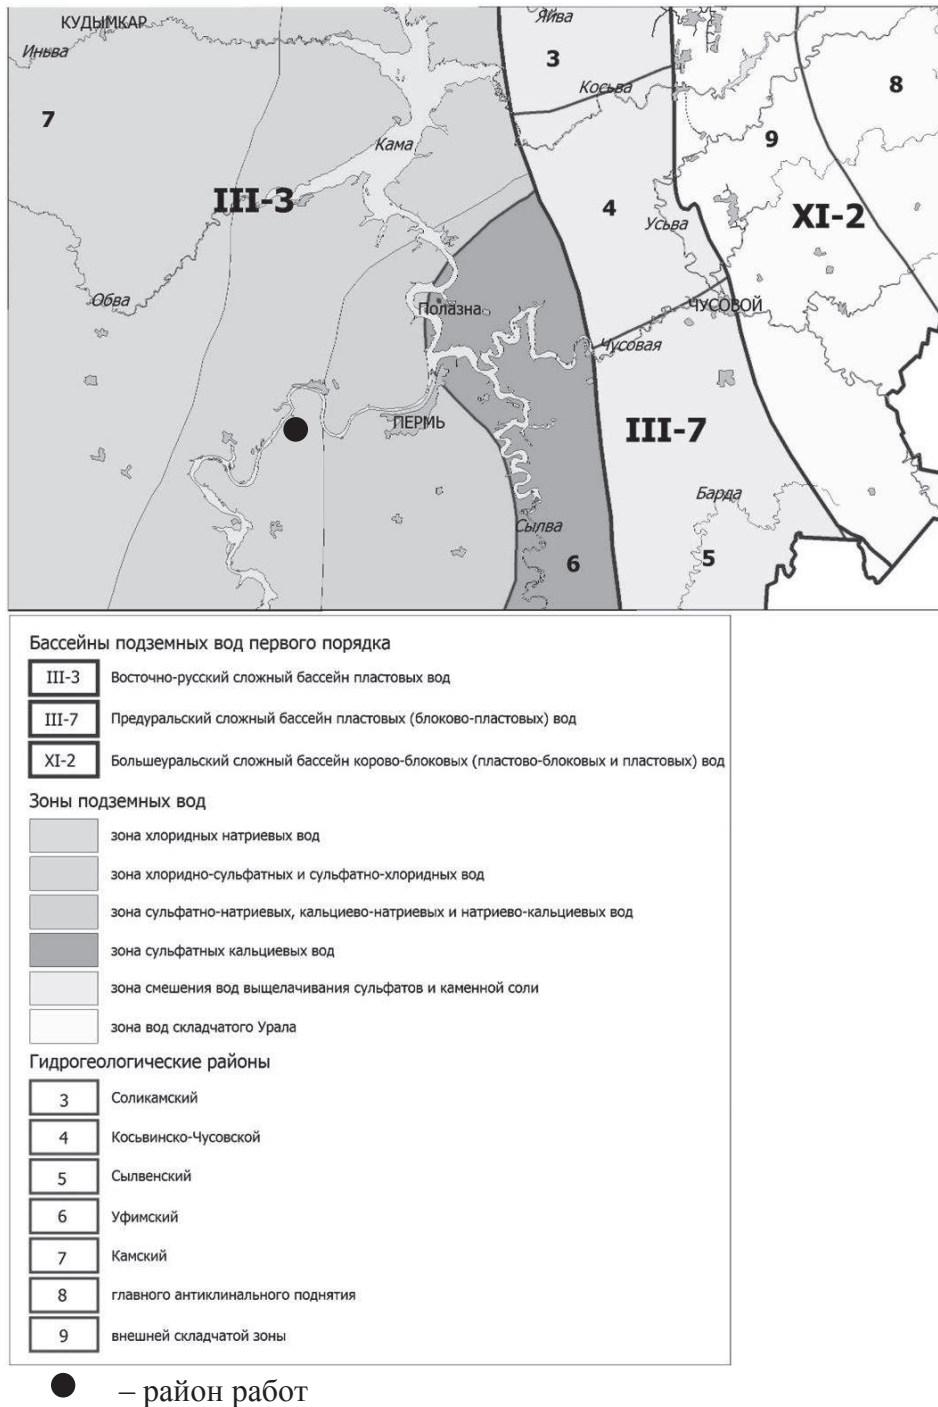 КУДЫМКАР
Яйва
Иньва
3
Косьва
8
7
9
Кама
III-3
4
XI-2
Усьва
Обва
Полазна
ЧУСОВОЙ
Чусовая
ПЕРМЬ
III-7
Барда
Сылва
6
5
Бассейны подземных вод первого порядка
III-3 Восточно-русский сложный бассейн пластовых вод
III-7 Предуральский сложный бассейн пластовых (блоково-пластовых) вод
XI-2 Большеуральский сложный бассейн корово-блоковых (пластово-блоковых и пластовых) вод
Зоны подземных вод
зона хлоридных натриевых вод
зона хлоридно-сульфатных и сульфатно-хлоридных вод
зона сульфатно-натриевых, кальциево-натриевых и натриево-кальциевых вод
зона сульфатных кальциевых вод
зона смешения вод выщелачивания сульфатов и каменной соли
зона вод складчатого Урала
Гидрогеологические районы
3 Соликамский
4 Косьвинско-Чусовской
5 Сылвенский
6 Уфимский
7 Камский
8 главного антиклинального поднятия
9 внешней складчатой зоны
– район работ